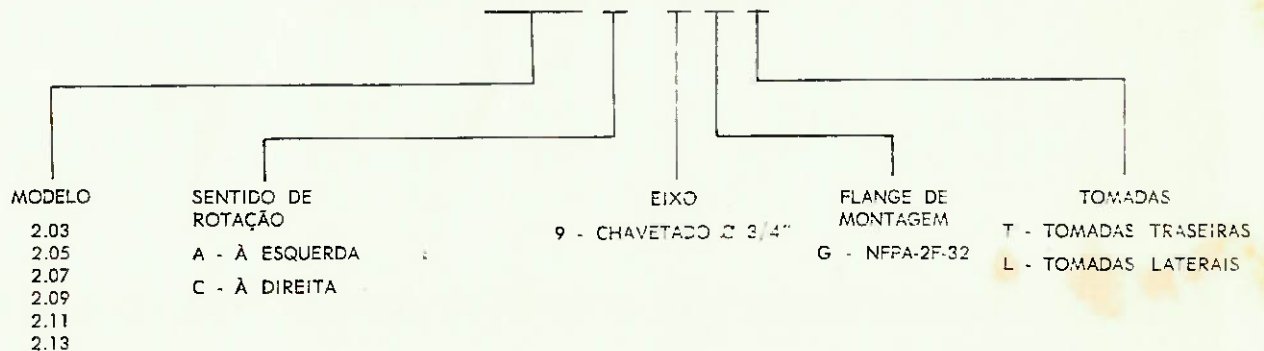 MODELO
2.03
2.05
2.07
2.09
2.11
2.13
SENTIDO DE
ROTAÇÃO
A - À ESQUERDA
C - À DIREITA
EIXO
9 - CHAVETADO Ø 3/4"
FLANGE DE
MONTAGEM
G - NFPA-2F-32
TOMADAS
T - TOMADAS TRASEIRAS
L - TOMADAS LATERAIS